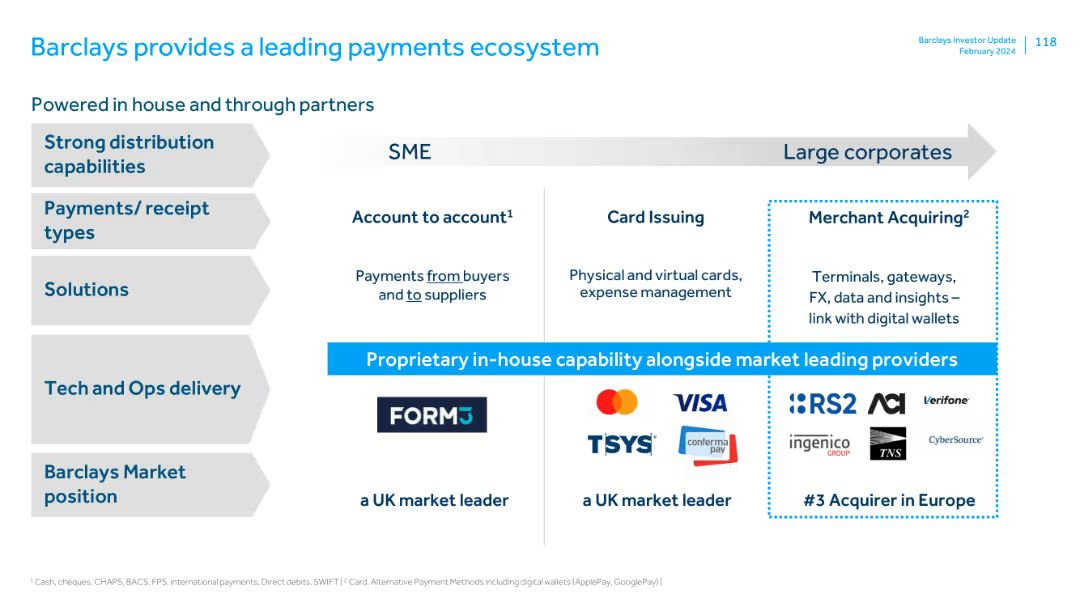 Barclays provides a leading payments ecosystem
Barclays Investor Update
February 2024
118
Powered in house and through partners
Strong distribution
capabilities
SME
Large corporates
Payments/ receipt
types
Account to account¹
Card Issuing
Merchant Acquiring²
Solutions
Payments from buyers
and to suppliers
Physical and virtual cards,
expense management
Terminals, gateways,
FX, data and insights –
link with digital wallets
Proprietary in-house capability alongside market leading providers
Tech and Ops delivery
FORM3
VISA
TSYS
conferma
pay
RS2
ACI
Verifone
ingenico
GROUP
TNS
CyberSource
Barclays Market
position
a UK market leader
a UK market leader
#3 Acquirer in Europe
¹ Cash, cheques, CHAPS, BACS, FPS, international payments, Direct debits, SWIFT | ² Card, Alternative Payment Methods including digital wallets (ApplePay, GooglePay) |